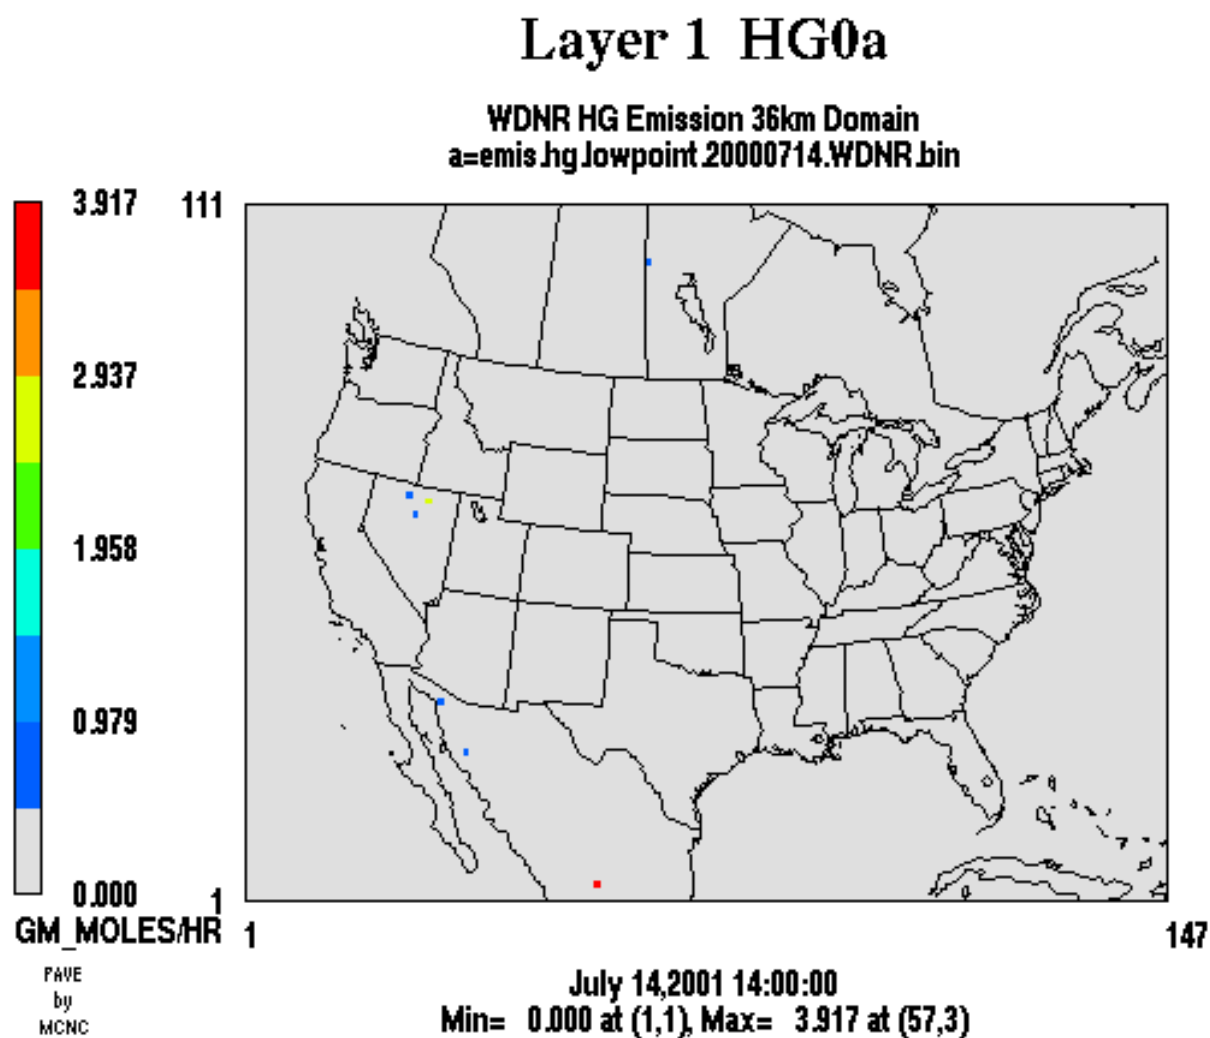 Layer 1 HG0a
WDNR HG Emission 36km Domain
a=emis.hg.lowpoint.20000714.WDNR.bin
3.917
2.937
1.958
0.979
0.000
GM_MOLES/HR
111
1
1
147
PAVE
by
MCNC
July 14,2001 14:00:00
Min= 0.000 at (1,1), Max= 3.917 at (57,3)